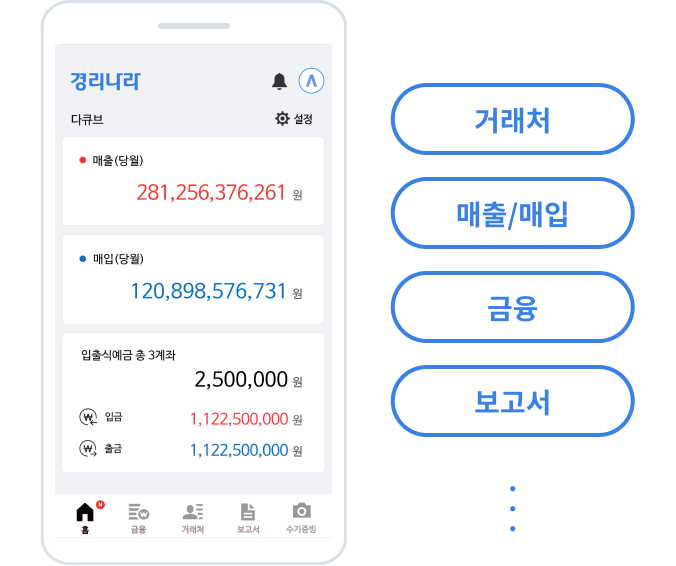 경리나라
다큐브 설정
매출(당월)
281,256,376,261 원
매입(당월)
120,898,576,731 원
입출식예금 총 3계좌
2,500,000 원
입금 1,122,500,000 원
출금 1,122,500,000 원
N
홈 금융 거래처 보고서 수기증빙
거래처
매출/매입
금융
보고서